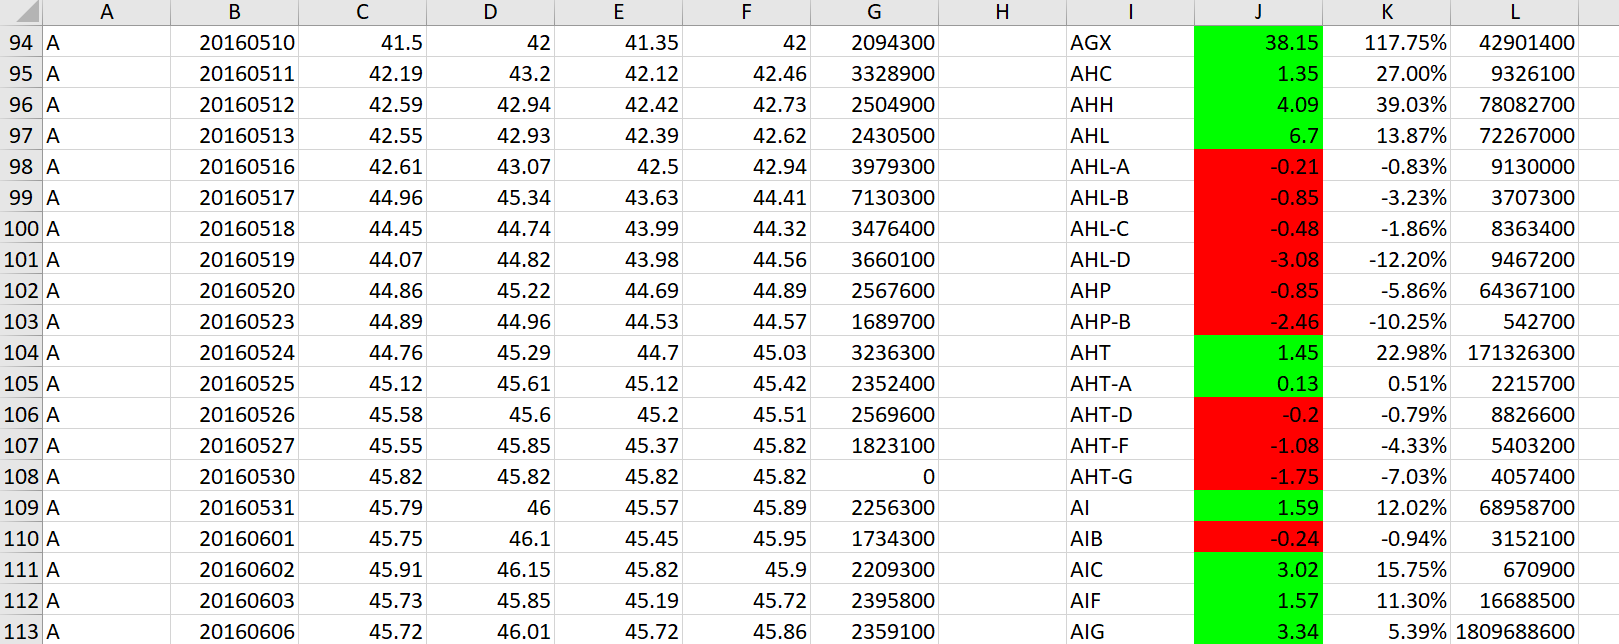 A B C D E F G H I J K L
94 A 20160510 41.5 42 41.35 42 2094300 AGX 38.15 117.75% 42901400
95 A 20160511 42.19 43.2 42.12 42.46 3328900 AHC 1.35 27.00% 9326100
96 A 20160512 42.59 42.94 42.42 42.73 2504900 AHH 4.09 39.03% 78082700
97 A 20160513 42.55 42.93 42.39 42.62 2430500 AHL 6.7 13.87% 72267000
98 A 20160516 42.61 43.07 42.5 42.94 3979300 AHL-A -0.21 -0.83% 9130000
99 A 20160517 44.96 45.34 43.63 44.41 7130300 AHL-B -0.85 -3.23% 3707300
100 A 20160518 44.45 44.74 43.99 44.32 3476400 AHL-C -0.48 -1.86% 8363400
101 A 20160519 44.07 44.82 43.98 44.56 3660100 AHL-D -3.08 -12.20% 9467200
102 A 20160520 44.86 45.22 44.69 44.89 2567600 AHP -0.85 -5.86% 64367100
103 A 20160523 44.89 44.96 44.53 44.57 1689700 AHP-B -2.46 -10.25% 542700
104 A 20160524 44.76 45.29 44.7 45.03 3236300 AHT 1.45 22.98% 171326300
105 A 20160525 45.12 45.61 45.12 45.42 2352400 AHT-A 0.13 0.51% 2215700
106 A 20160526 45.58 45.6 45.2 45.51 2569600 AHT-D -0.2 -0.79% 8826600
107 A 20160527 45.55 45.85 45.37 45.82 1823100 AHT-F -1.08 -4.33% 5403200
108 A 20160530 45.82 45.82 45.82 45.82 0 AHT-G -1.75 -7.03% 4057400
109 A 20160531 45.79 46 45.57 45.89 2256300 AI 1.59 12.02% 68958700
110 A 20160601 45.75 46.1 45.45 45.95 1734300 AIB -0.24 -0.94% 3152100
111 A 20160602 45.91 46.15 45.82 45.9 2209300 AIC 3.02 15.75% 670900
112 A 20160603 45.73 45.85 45.19 45.72 2395800 AIF 1.57 11.30% 16688500
113 A 20160606 45.72 46.01 45.72 45.86 2359100 AIG 3.34 5.39% 1809688600